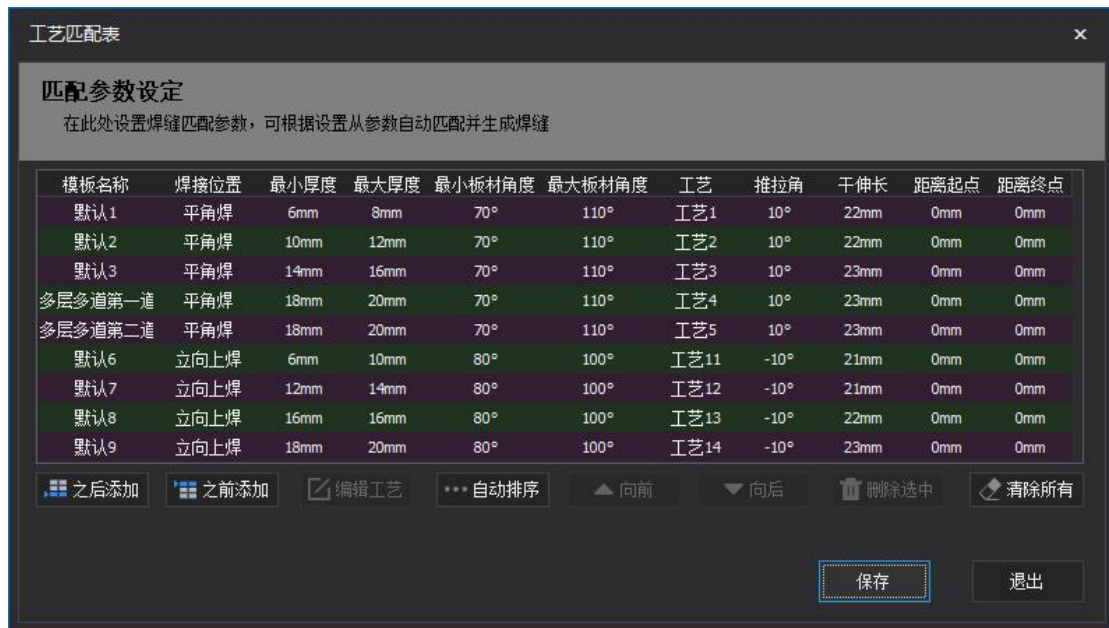 工艺匹配表
匹配参数设定
在此处设置焊缝匹配参数，可根据设置从参数自动匹配并生成焊缝
模板名称 焊接位置 最小厚度 最大厚度 最小板材角度 最大板材角度 工艺 推拉角 干伸长 距离起点 距离终点
默认1 平角焊 6mm 8mm 70° 110° 工艺1 10° 22mm 0mm 0mm
默认2 平角焊 10mm 12mm 70° 110° 工艺2 10° 22mm 0mm 0mm
默认3 平角焊 14mm 16mm 70° 110° 工艺3 10° 23mm 0mm 0mm
多层多道第一道 平角焊 18mm 20mm 70° 110° 工艺4 10° 23mm 0mm 0mm
多层多道第二道 平角焊 18mm 20mm 70° 110° 工艺5 10° 23mm 0mm 0mm
默认6 立向上焊 6mm 10mm 80° 100° 工艺11 -10° 21mm 0mm 0mm
默认7 立向上焊 12mm 14mm 80° 100° 工艺12 -10° 21mm 0mm 0mm
默认8 立向上焊 16mm 16mm 80° 100° 工艺13 -10° 22mm 0mm 0mm
默认9 立向上焊 18mm 20mm 80° 100° 工艺14 -10° 23mm 0mm 0mm
之后添加 之前添加 编辑工艺 自动排序 向前 向后 删除选中 清除所有
保存 退出